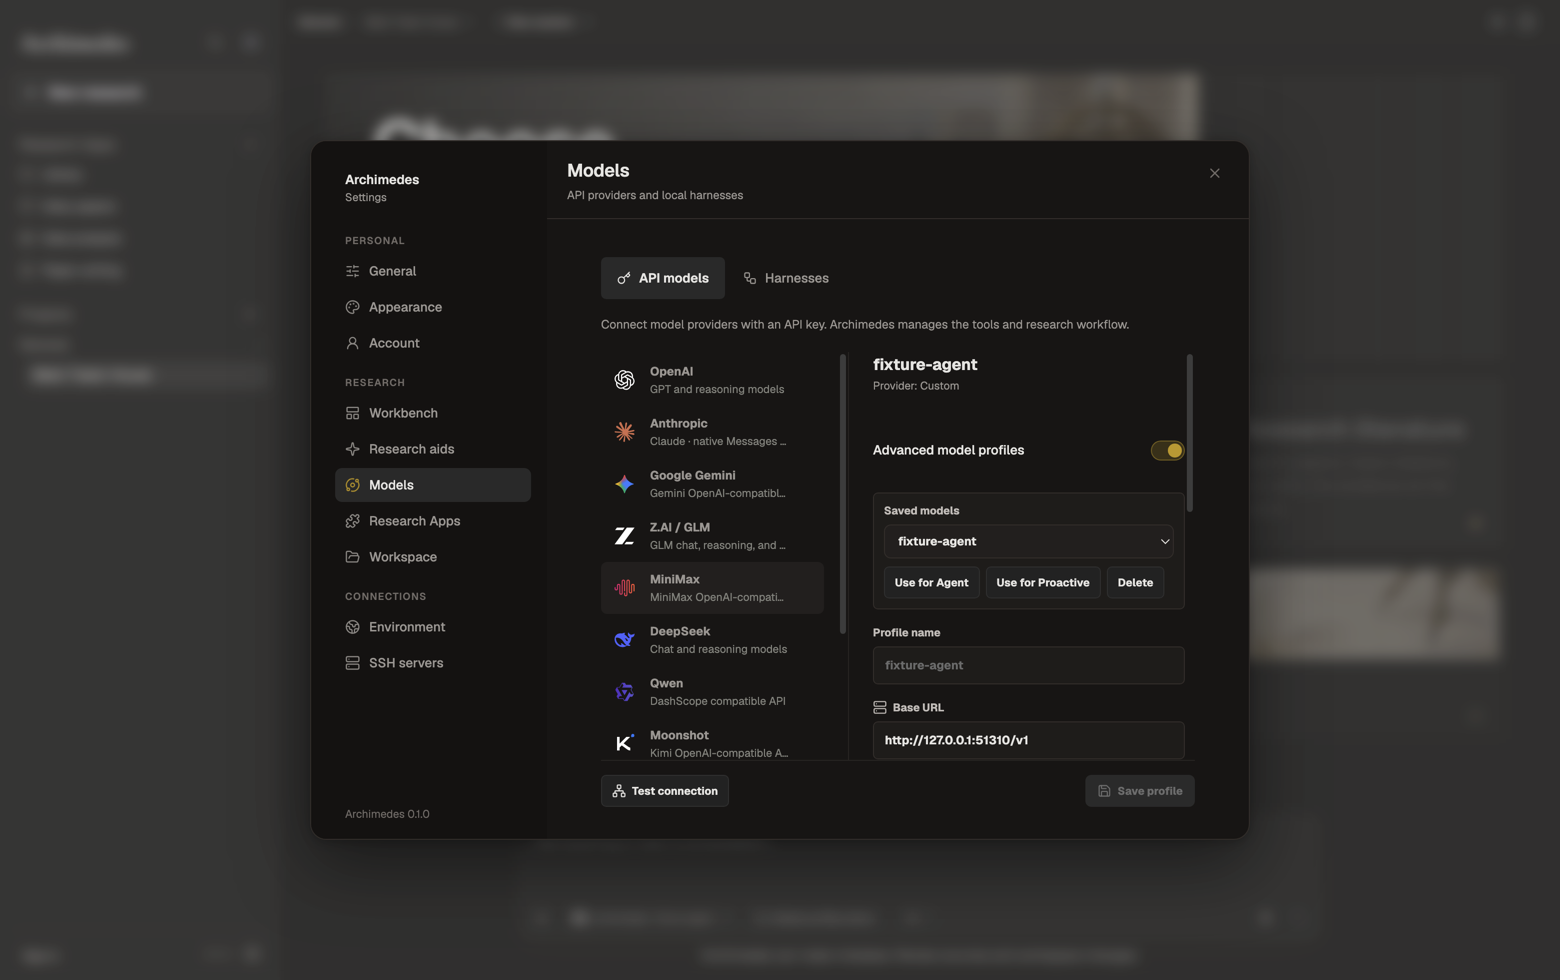 Archimedes
Settings
PERSONAL
General
Appearance
Account
RESEARCH
Workbench
Research aids
Models
Research Apps
Workspace
CONNECTIONS
Environment
SSH servers
Archimedes 0.1.0
Models
API providers and local harnesses
API models
Harnesses
Connect model providers with an API key. Archimedes manages the tools and research workflow.
OpenAI
GPT and reasoning models
Anthropic
Claude · native Messages ...
Google Gemini
Gemini OpenAI-compatibl...
Z.AI / GLM
GLM chat, reasoning, and ...
MiniMax
MiniMax OpenAI-compati...
DeepSeek
Chat and reasoning models
Qwen
DashScope compatible API
Moonshot
Kimi OpenAI-compatible A...
fixture-agent
Provider: Custom
Advanced model profiles
Saved models
fixture-agent
Use for Agent
Use for Proactive
Delete
Profile name
fixture-agent
Base URL
http://127.0.0.1:51310/v1
Test connection
Save profile